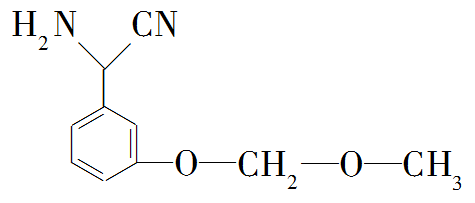 H₂N CN
O CH₂ O CH₃